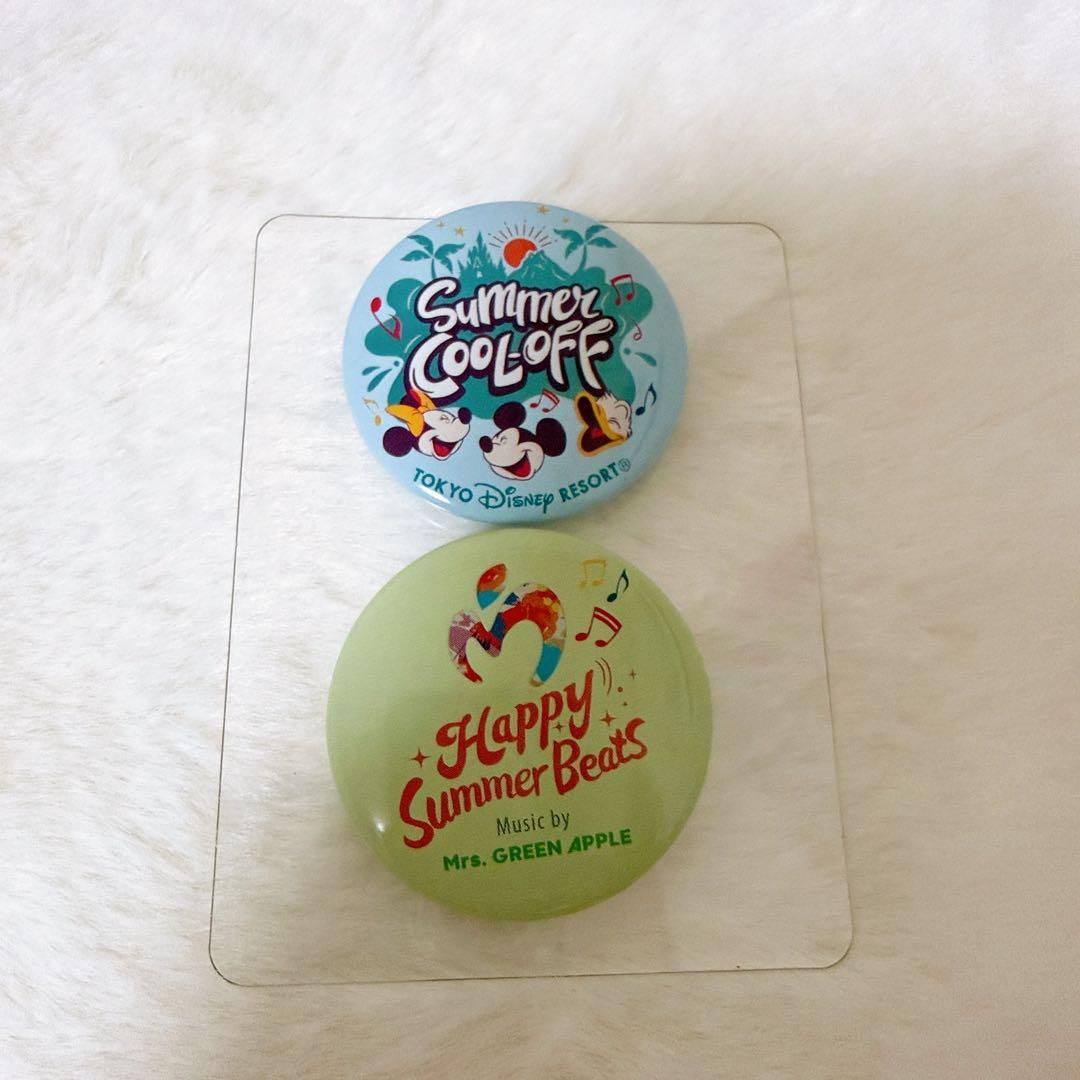 Summer
COOL-OFF
TOKYO Disney RESORT®
Happy
Summer Beats
Music by
Mrs. GREEN APPLE